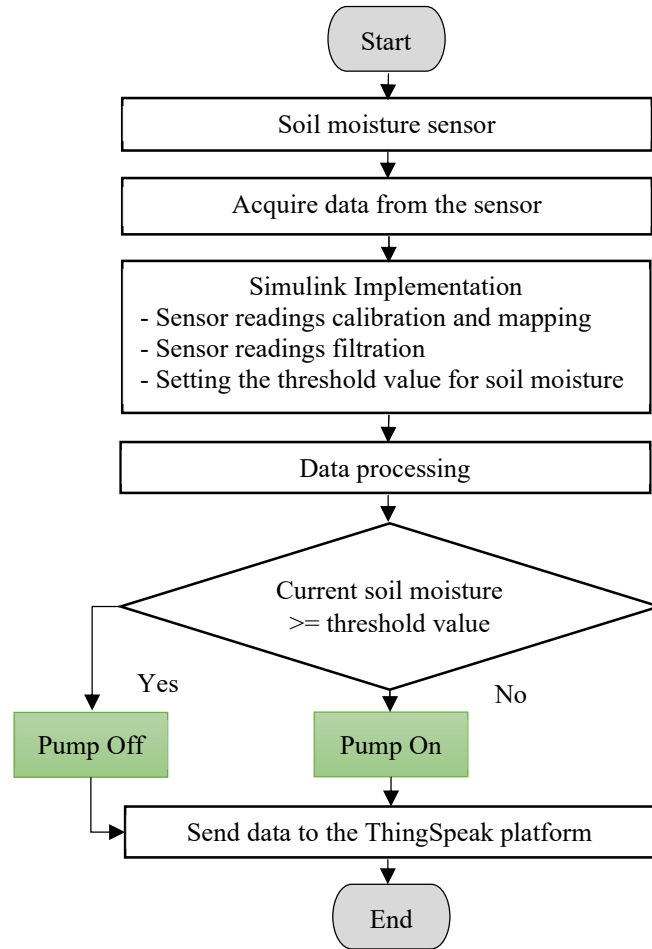 Start
Soil moisture sensor
Acquire data from the sensor
Simulink Implementation
- Sensor readings calibration and mapping
- Sensor readings filtration
- Setting the threshold value for soil moisture
Data processing
Current soil moisture
>= threshold value
Yes
No
Pump Off
Pump On
Send data to the ThingSpeak platform
End